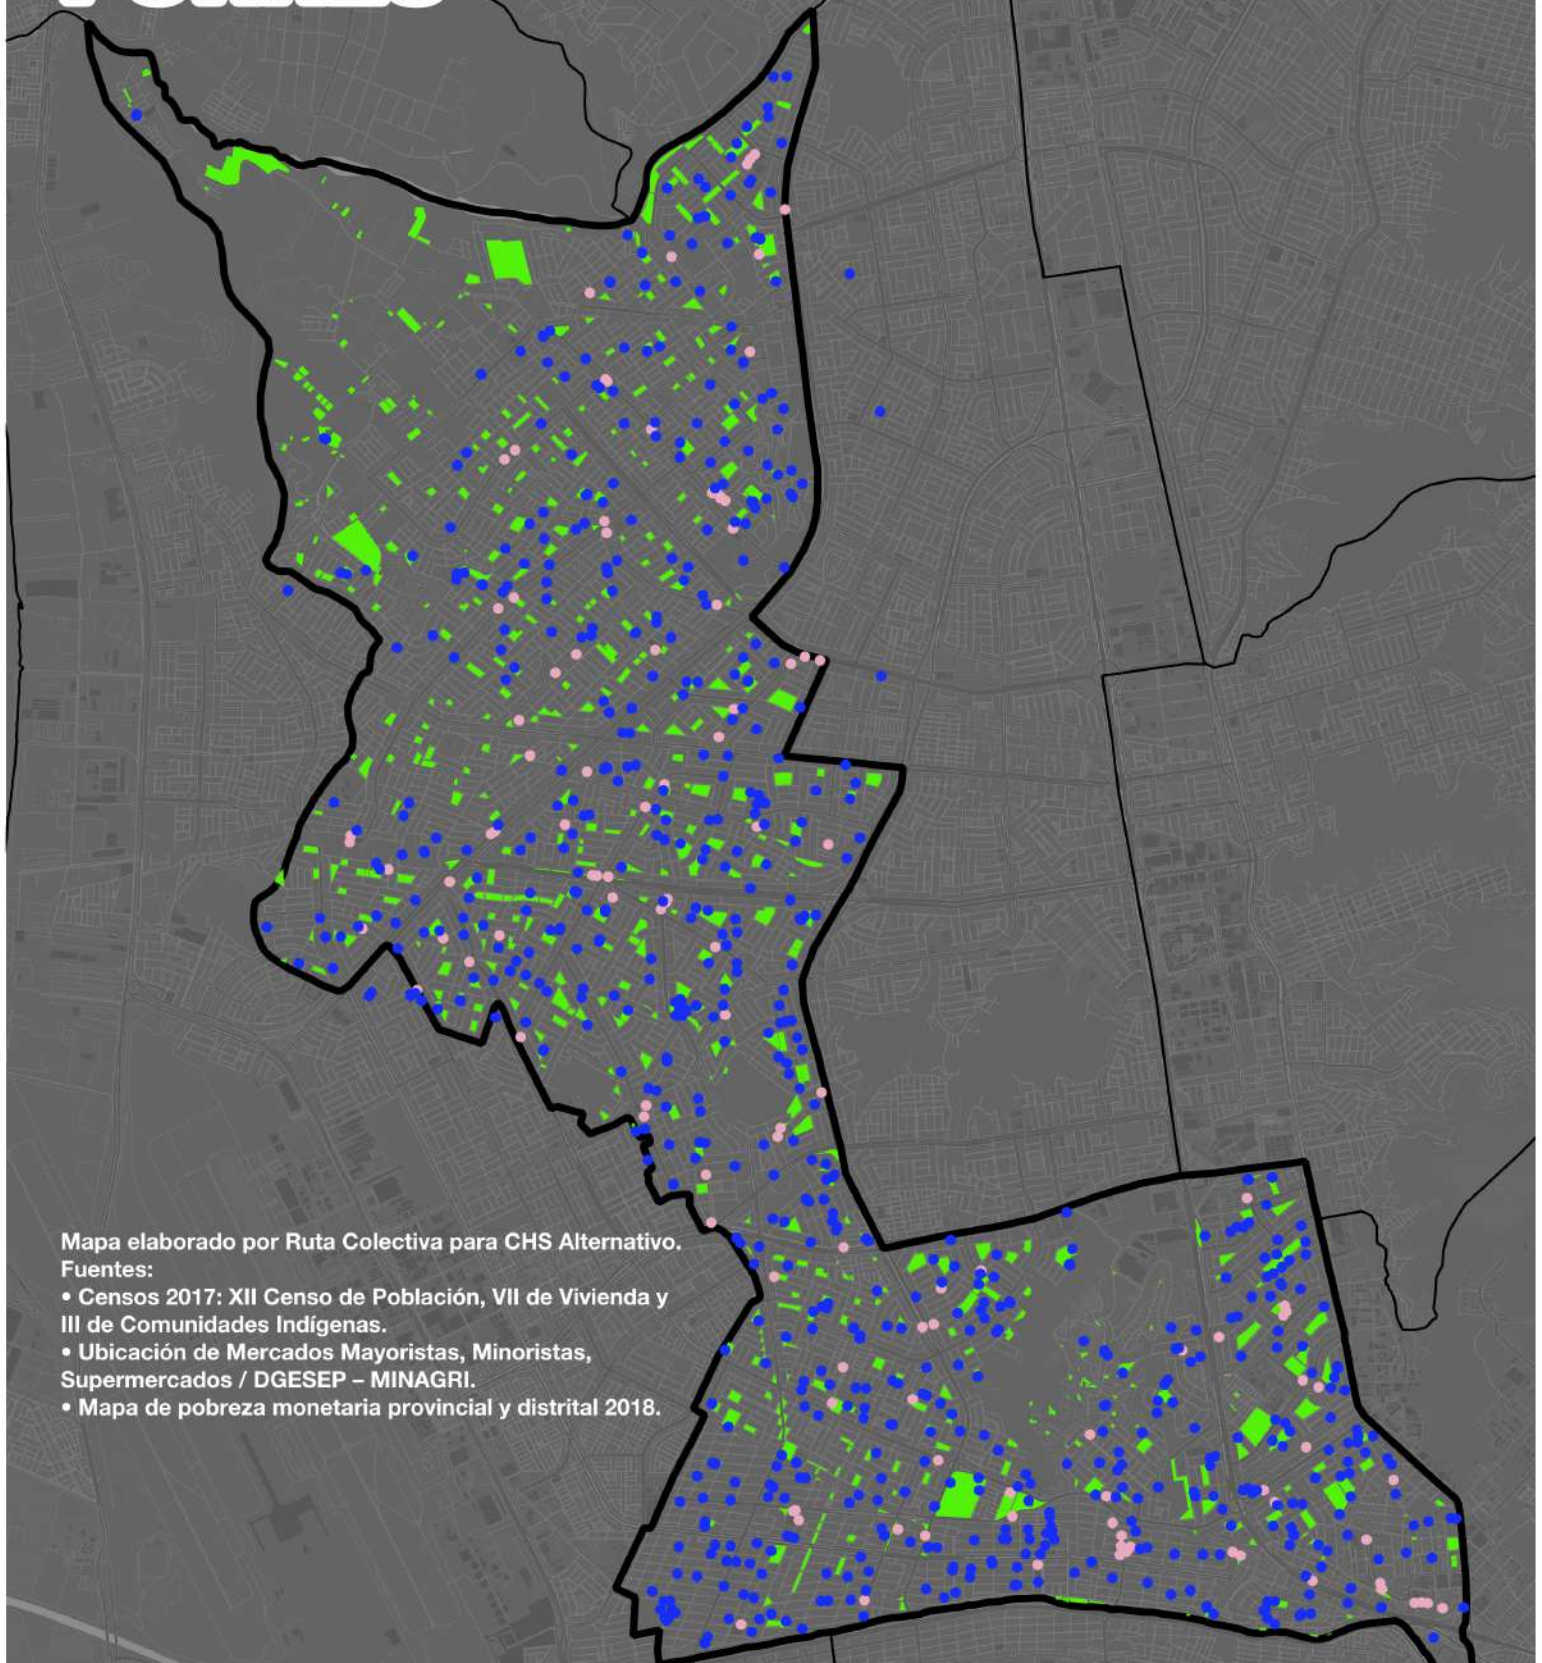 Mapa elaborado por Ruta Colectiva para CHS Alternativo.
Fuentes:
• Censos 2017: XII Censo de Población, VII de Vivienda y
III de Comunidades Indígenas.
• Ubicación de Mercados Mayoristas, Minoristas,
Supermercados / DGESEP – MINAGRI.
• Mapa de pobreza monetaria provincial y distrital 2018.